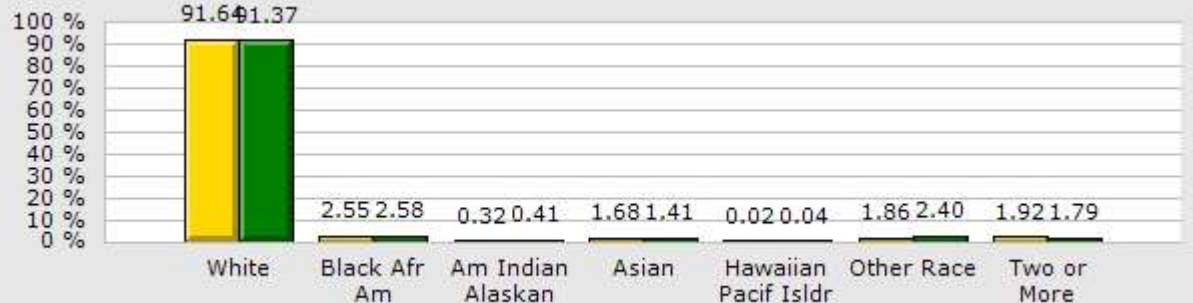 91.64 91.37
100 %
90 %
80 %
70 %
60 %
50 %
40 %
30 %
20 %
10 %
0 %
2.55 2.58
0.32 0.41
1.68 1.41
0.02 0.04
1.86 2.40
1.92 1.79
White
Black Afr
Am
Am Indian
Alaskan
Asian
Hawaiian
Pacif Isldr
Other Race
Two or
More